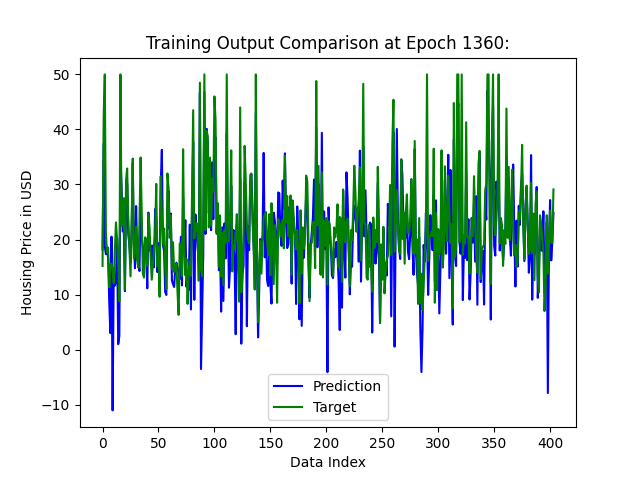 Training Output Comparison at Epoch 1360:
50
40
30
20
10
0
−10
Housing Price in USD
Prediction
Target
0 50 100 150 200 250 300 350 400
Data Index